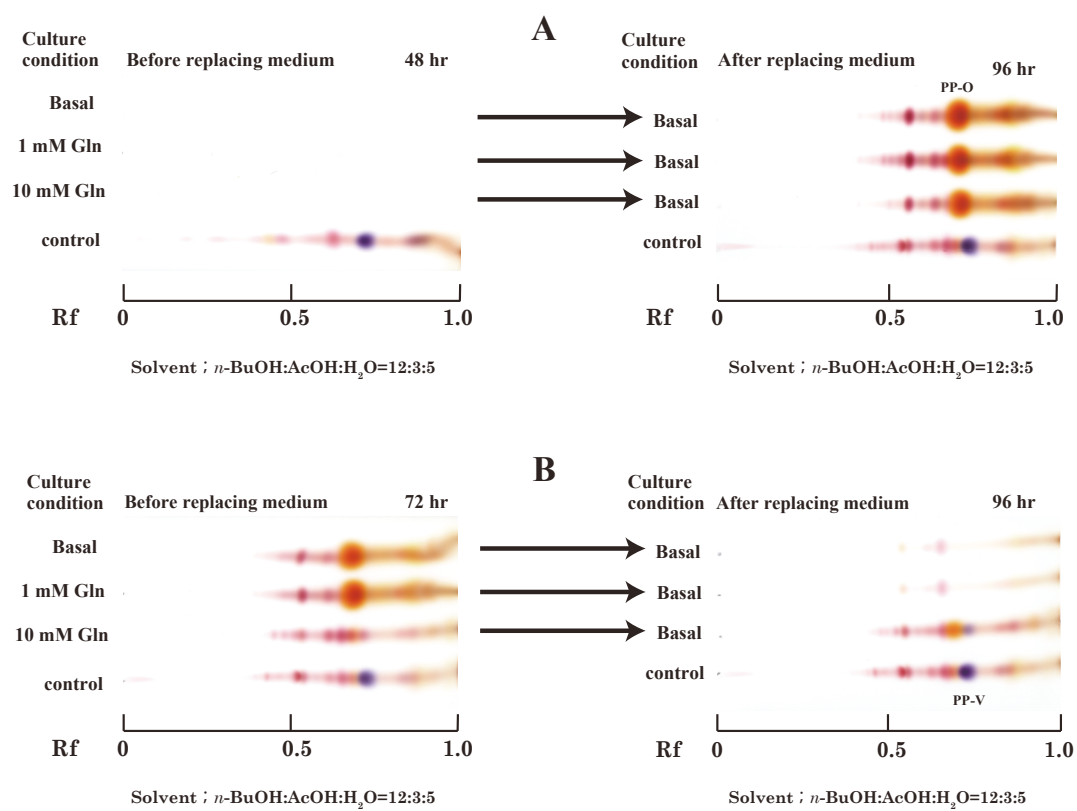 A
Culture
condition
Before replacing medium
48 hr
Basal
1 mM Gln
10 mM Gln
control
Rf
0
0.5
1.0
Solvent ; n-BuOH:AcOH:H₂O=12:3:5
Culture
condition
After replacing medium
96 hr
PP-O
Basal
Basal
Basal
control
Rf
0
0.5
1.0
Solvent ; n-BuOH:AcOH:H₂O=12:3:5
B
Culture
condition
Before replacing medium
72 hr
Basal
1 mM Gln
10 mM Gln
control
Rf
0
0.5
1.0
Solvent ; n-BuOH:AcOH:H₂O=12:3:5
Culture
condition
After replacing medium
96 hr
Basal
Basal
Basal
control
PP-V
Rf
0
0.5
1.0
Solvent ; n-BuOH:AcOH:H₂O=12:3:5